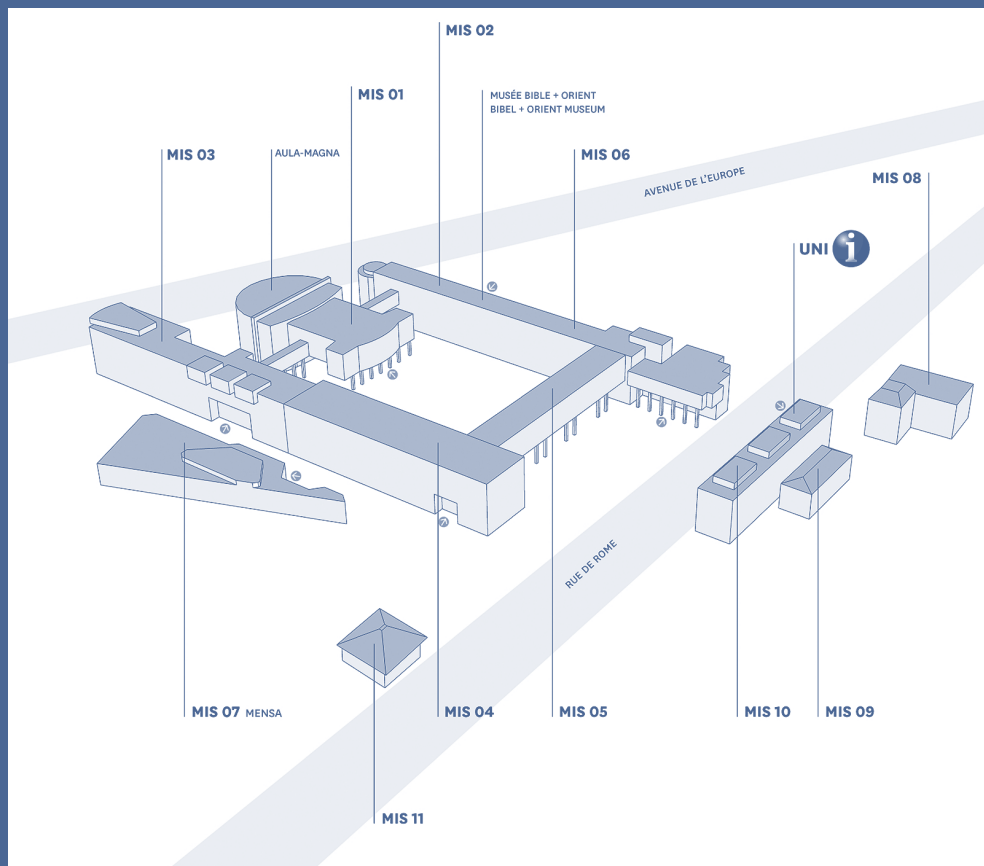 MIS 02
MIS 01
MUSÉE BIBLE + ORIENT
BIBEL + ORIENT MUSEUM
MIS 03
AULA-MAGNA
MIS 06
AVENUE DE L'EUROPE
MIS 08
UNI i
RUE DE ROME
MIS 07 MENSA
MIS 04
MIS 05
MIS 10
MIS 09
MIS 11